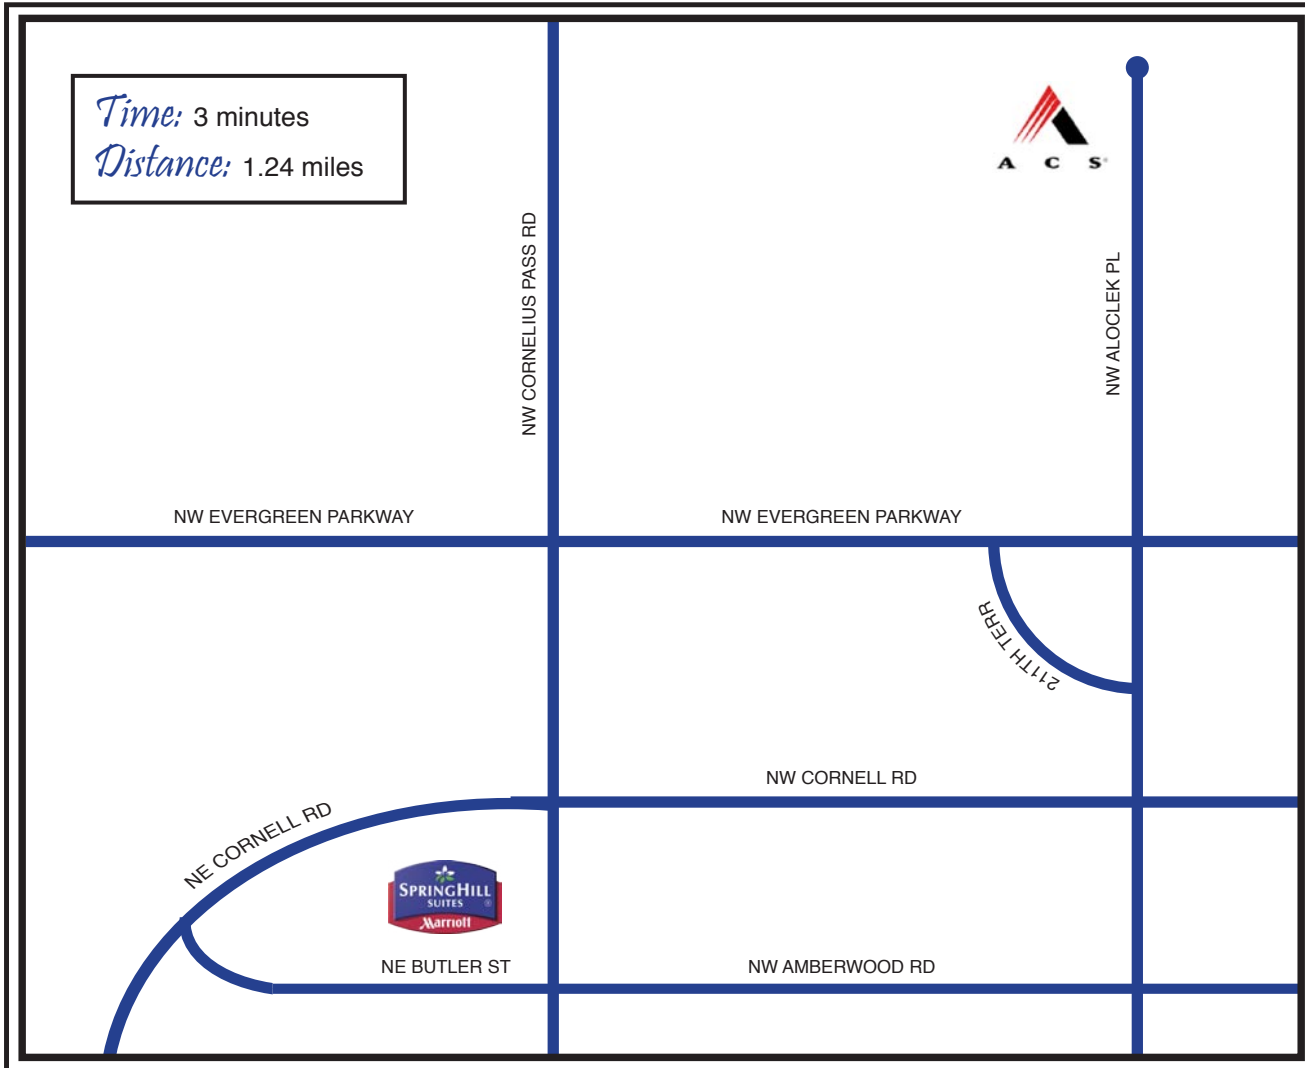 Time: 3 minutes
Distance: 1.24 miles
A C S
NW CORNELIUS PASS RD
NW ALOCLEK PL
NW EVERGREEN PARKWAY
NW EVERGREEN PARKWAY
211TH TERR
NW CORNELL RD
NE CORNELL RD
SPRINGHILL
SUITES ®
Marriott
NE BUTLER ST
NW AMBERWOOD RD